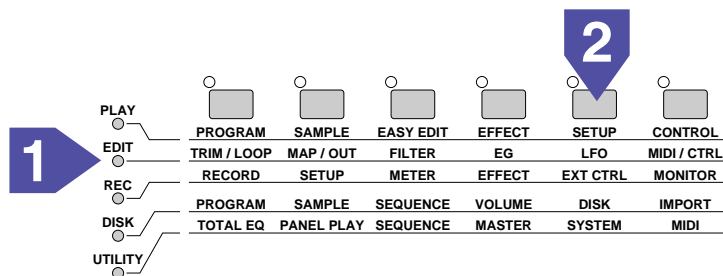 2
PLAY
PROGRAM SAMPLE EASY EDIT EFFECT SETUP CONTROL
1
EDIT
TRIM / LOOP MAP / OUT FILTER EG LFO MIDI / CTRL
REC
RECORD SETUP METER EFFECT EXT CTRL MONITOR
DISK
PROGRAM SAMPLE SEQUENCE VOLUME DISK IMPORT
UTILITY
TOTAL EQ PANEL PLAY SEQUENCE MASTER SYSTEM MIDI